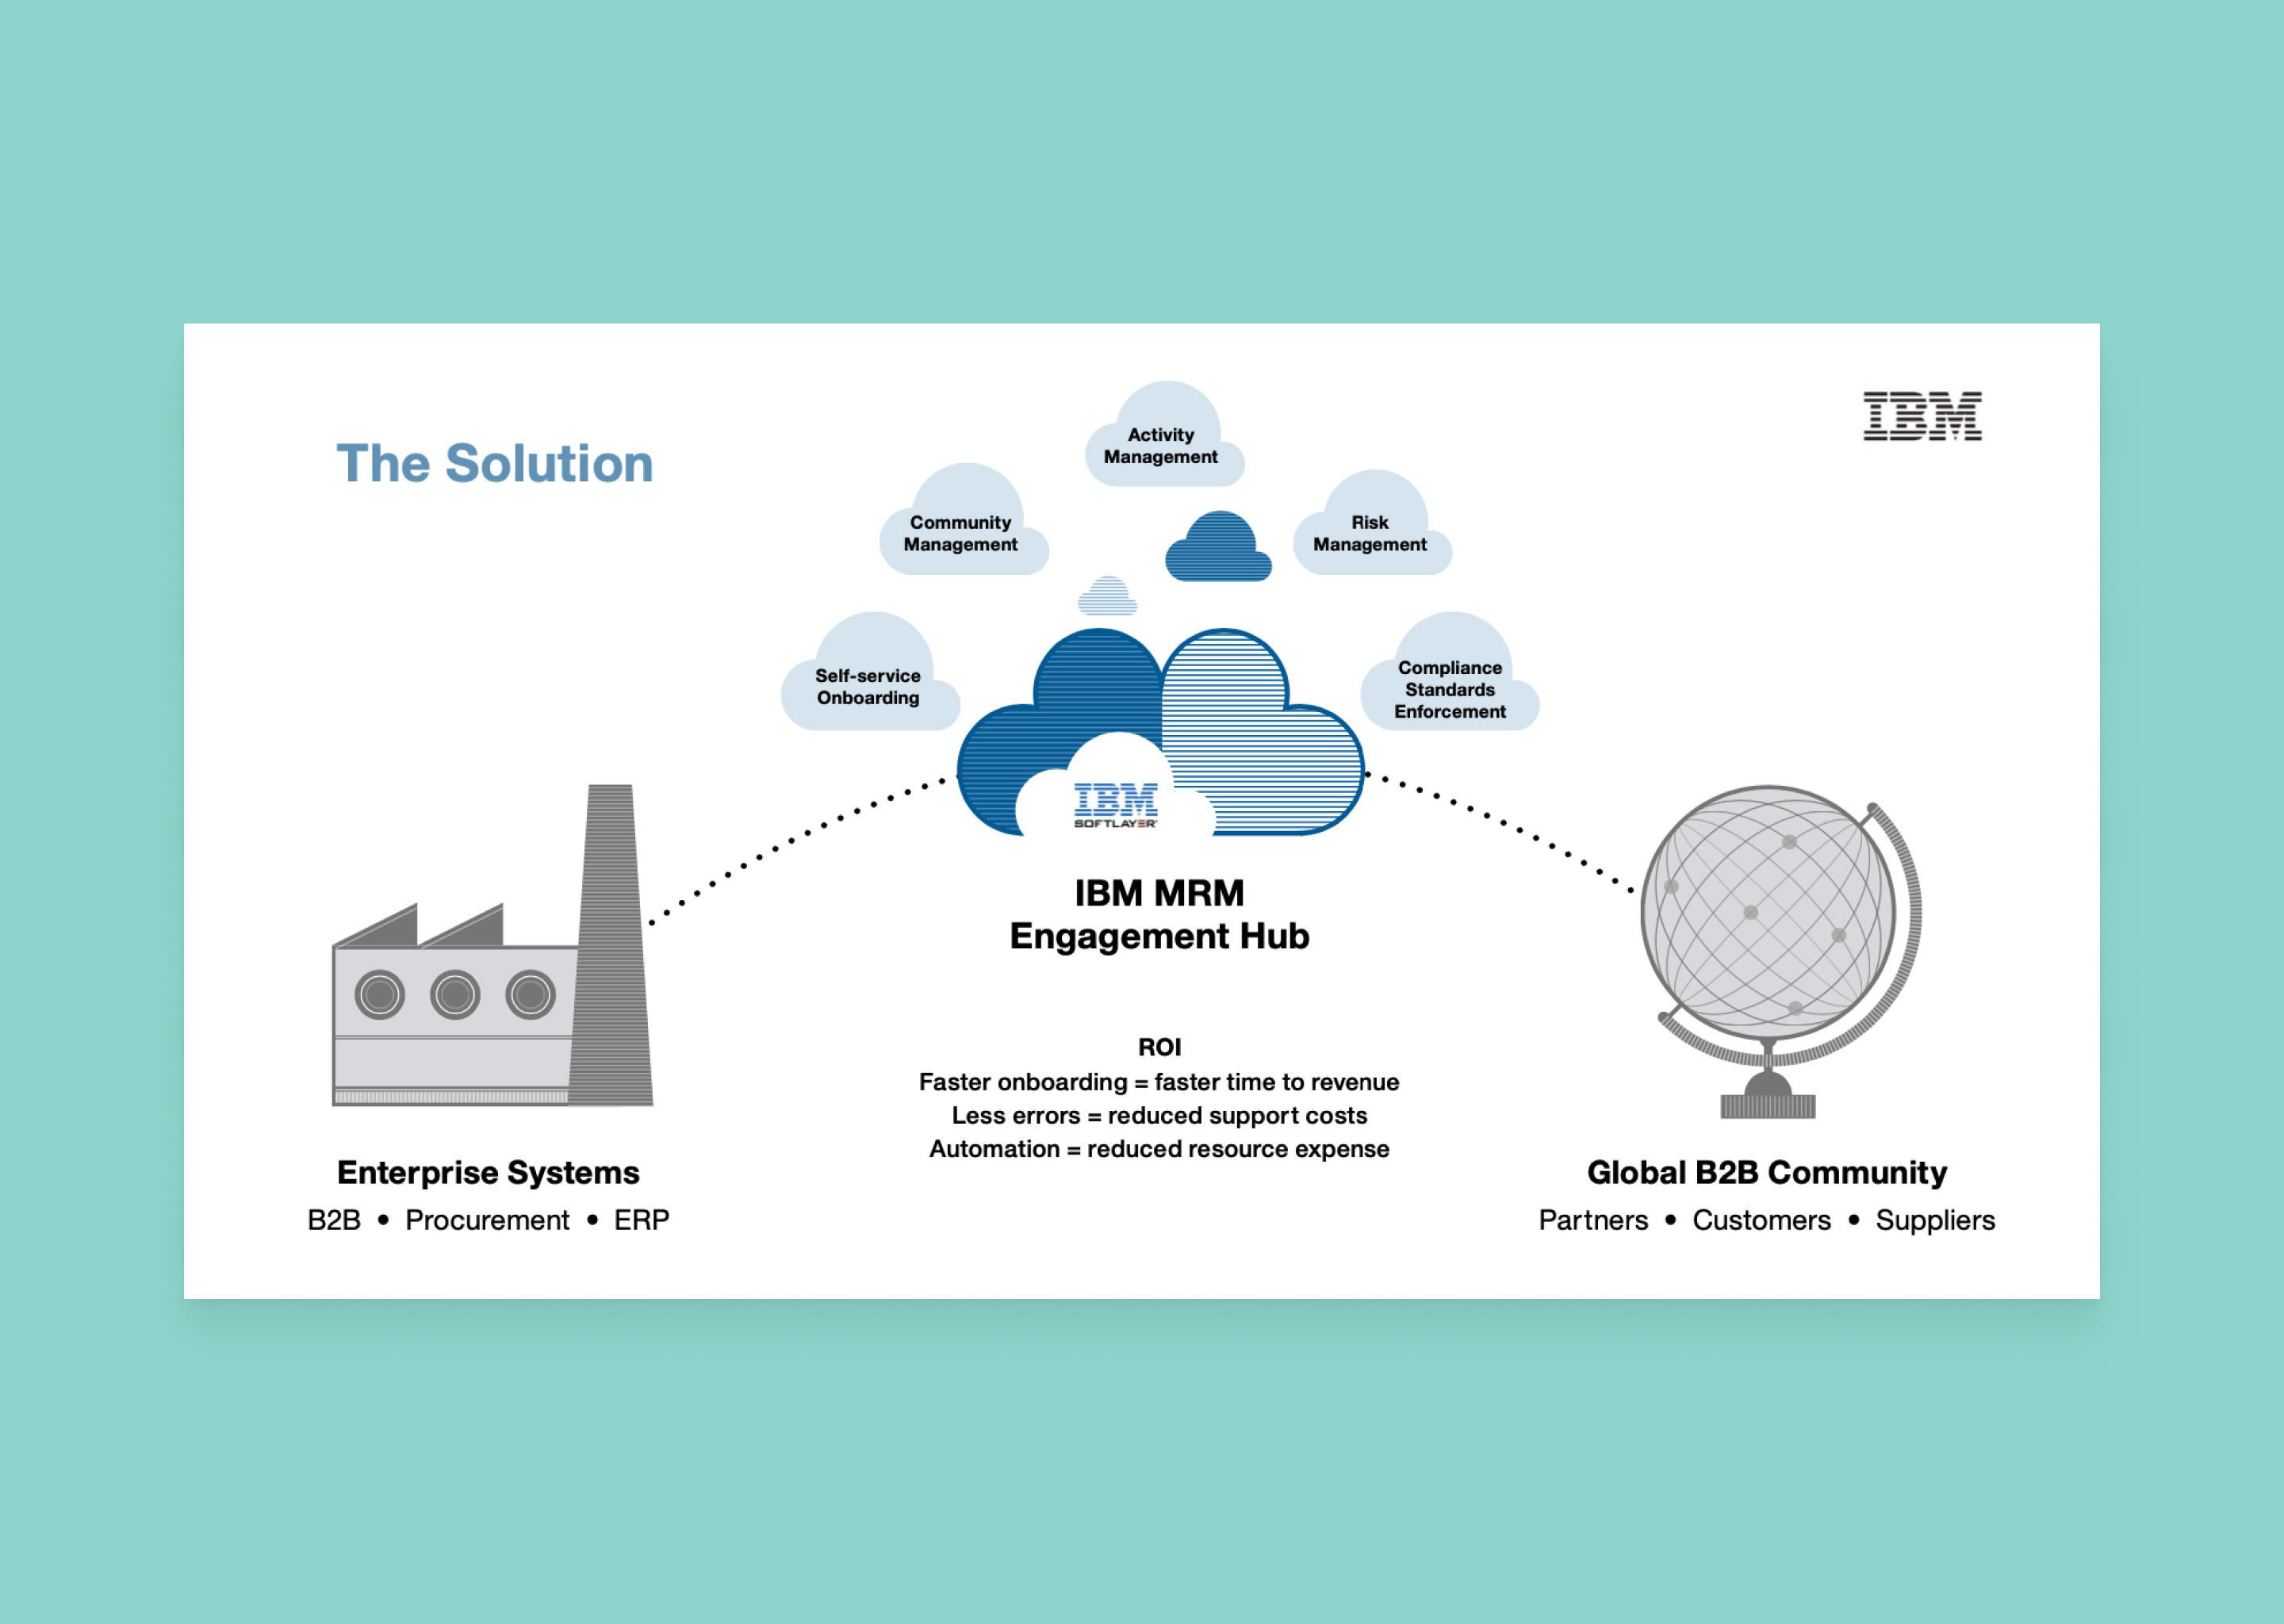 The Solution
IBM
Activity
Management
Community
Management
Risk
Management
Self-service
Onboarding
Compliance
Standards
Enforcement
IBM
SOFTLAYER
IBM MRM
Engagement Hub
ROI
Faster onboarding = faster time to revenue
Less errors = reduced support costs
Automation = reduced resource expense
Enterprise Systems
B2B • Procurement • ERP
Global B2B Community
Partners • Customers • Suppliers